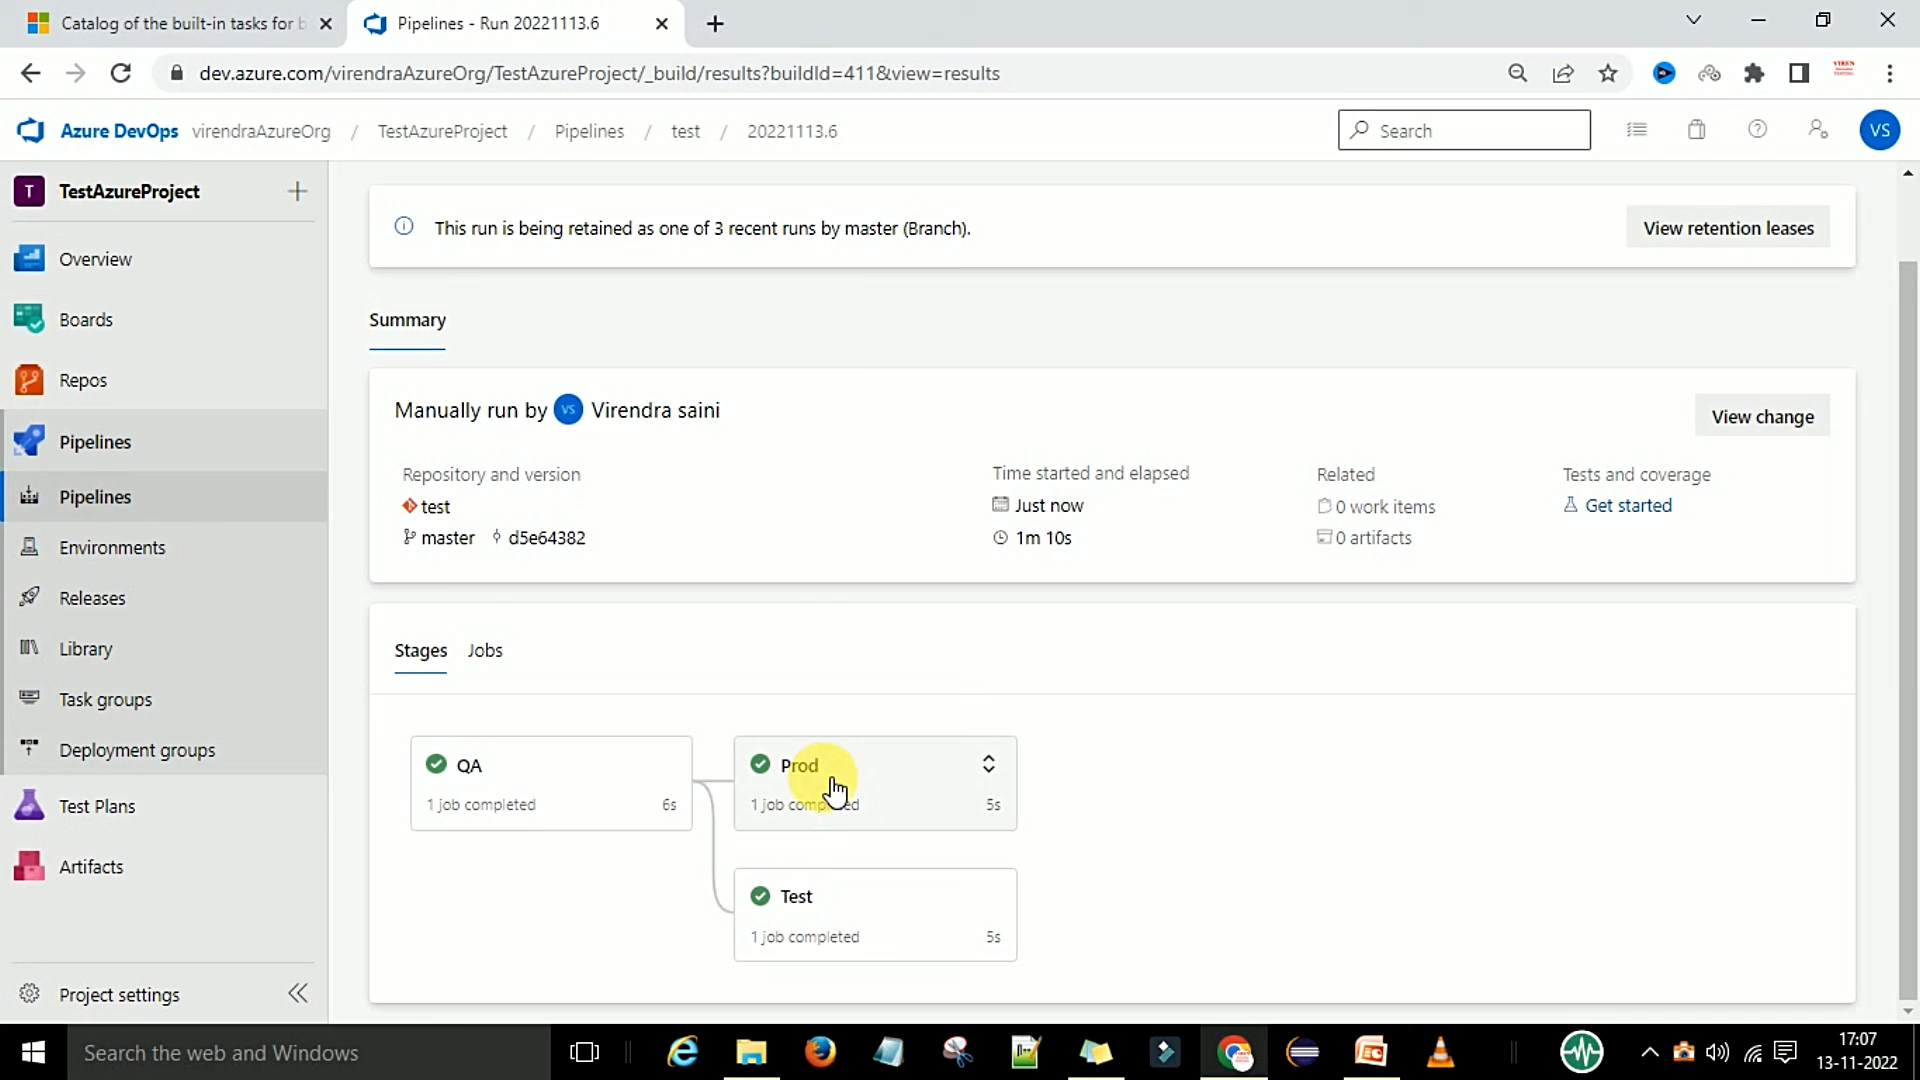 Catalog of the built-in tasks for b
Pipelines - Run 20221113.6
dev.azure.com/virendraAzureOrg/TestAzureProject/_build/results?buildId=411&view=results
Azure DevOps virendraAzureOrg / TestAzureProject / Pipelines / test / 20221113.6
Search
VS
T TestAzureProject
Overview
Boards
Repos
Pipelines
Pipelines
Environments
Releases
Library
Task groups
Deployment groups
Test Plans
Artifacts
Project settings
This run is being retained as one of 3 recent runs by master (Branch).
View retention leases
Summary
Manually run by VS Virendra saini
View change
Repository and version
test
master d5e64382
Time started and elapsed
Just now
1m 10s
Related
0 work items
0 artifacts
Tests and coverage
Get started
Stages Jobs
QA
1 job completed 6s
Prod
1 job completed 5s
Test
1 job completed 5s
Search the web and Windows
17:07
13-11-2022